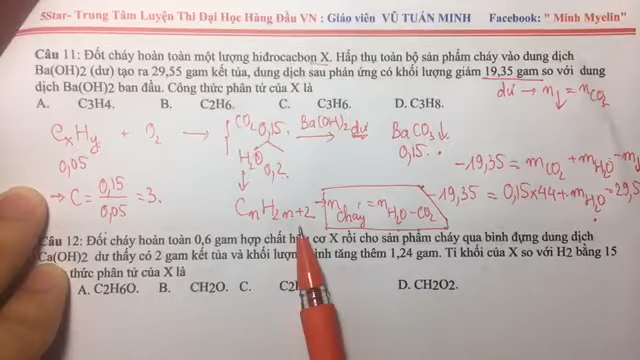 5Star- Trung Tâm Luyện Thi Đại Học Hàng Đầu VN : Giáo viên VŨ TUẤN MINH Facebook: " Minh Myelin"
Câu 11: Đốt cháy hoàn toàn một lượng hiđrocacbon X. Hấp thụ toàn bộ sản phẩm cháy vào dung dịch
Ba(OH)2 (dư) tạo ra 29,55 gam kết tủa, dung dịch sau phản ứng có khối lượng giảm 19,35 gam so với dung
dịch Ba(OH)2 ban đầu. Công thức phân tử của X là
dư → n↓ = nCO2
A. C3H4. B. C2H6. C. C3H6. D. C3H8.
CxHy + O2 → { CO2 0,15. Ba(OH)2 dư → BaCO3↓
0,05 H2O 0,2. 0,15.
-19,35 = mCO2 + mH2O - m↓
→ C = 0,15/0,05 = 3.
-19,35 = 0,15x44 + mH2O = 29,5
CnH2n+2 → n cháy = nH2O - CO2
Câu 12: Đốt cháy hoàn toàn 0,6 gam hợp chất hữu cơ X rồi cho sản phẩm cháy qua bình đựng dung dịch
Ca(OH)2 dư thấy có 2 gam kết tủa và khối lượng bình tăng thêm 1,24 gam. Tỉ khối của X so với H2 bằng 15
thức phân tử của X là
A. C2H6O. B. CH2O. C. C2 D. CH2O2.